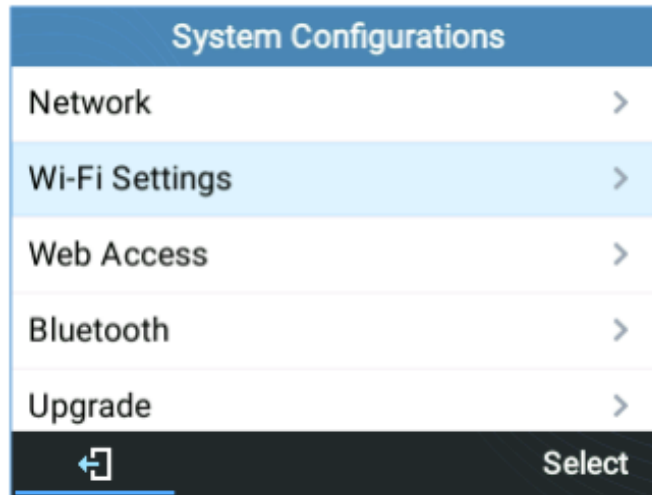 System Configurations
Network
Wi-Fi Settings
Web Access
Bluetooth
Upgrade
Select